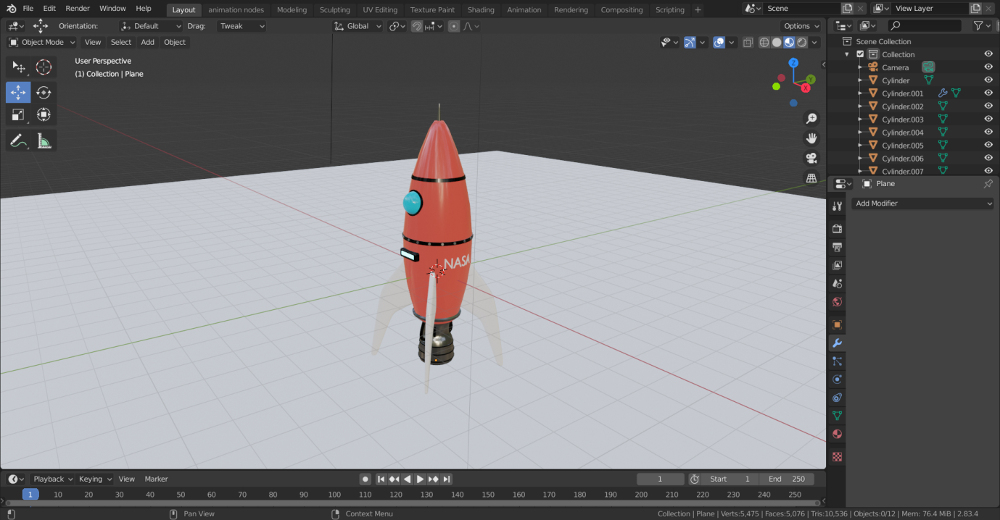 File Edit Render Window Help Layout animation nodes Modeling Sculpting UV Editing Texture Paint Shading Animation Rendering Compositing Scripting + Scene View Layer
Orientation: Default Drag: Tweak Global Options
Object Mode View Select Add Object
User Perspective
(1) Collection | Plane
Z
Y
X
NASA
Scene Collection
Collection
Camera
Cylinder
Cylinder.001
Cylinder.002
Cylinder.003
Cylinder.004
Cylinder.005
Cylinder.006
Cylinder.007
Plane
Add Modifier
Playback Keying View Marker 1 Start 1 End 250
1 10 20 30 40 50 60 70 80 90 100 110 120 130 140 150 160 170 180 190 200 210 220 230 240 250
Pan View Context Menu Collection | Plane | Verts:5,475 | Faces:5,076 | Tris:10,536 | Objects:0/12 | Mem: 76.4 MiB | 2.83.4